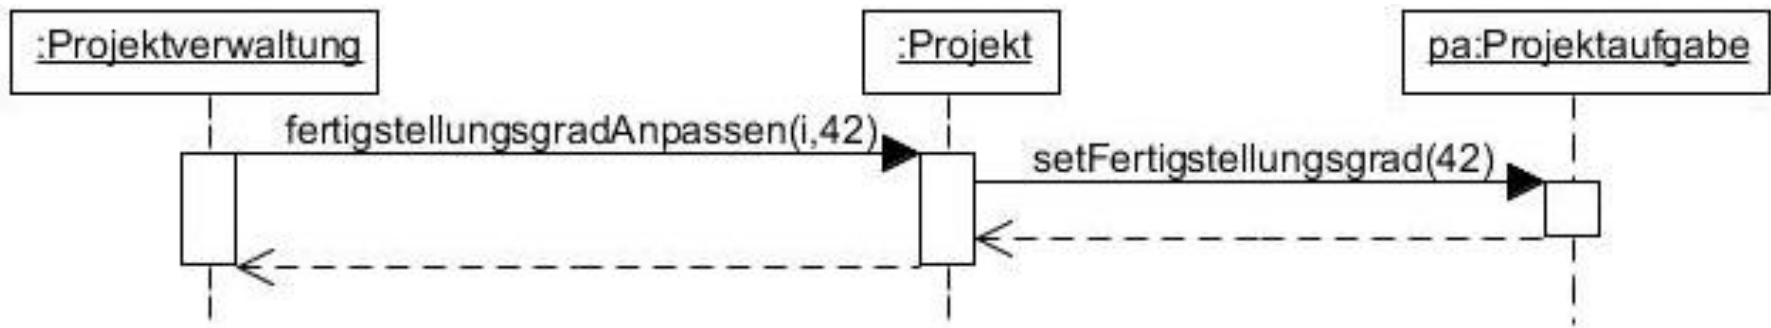 :Projektverwaltung
:Projekt
pa:Projektaufgabe
fertigstellungsgradAnpassen(i,42)
setFertigstellungsgrad(42)